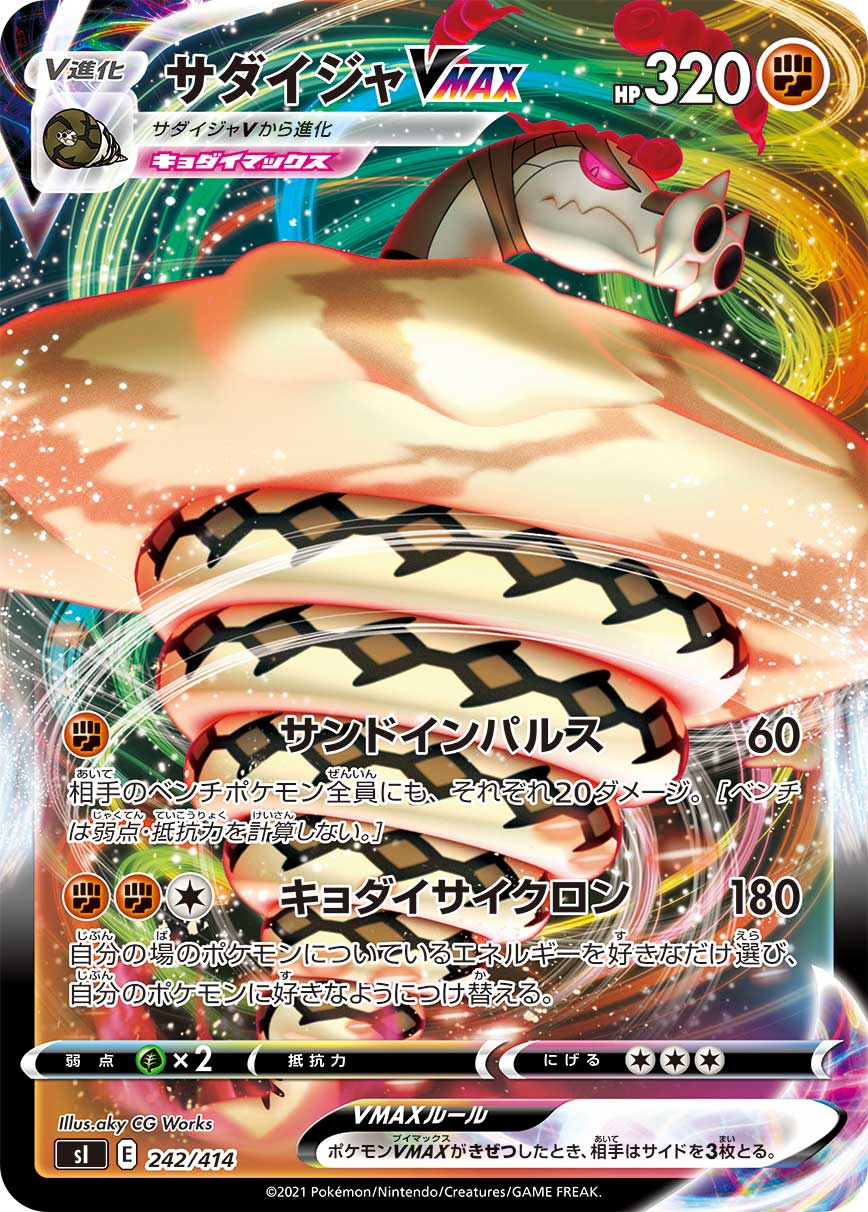 V進化
サダイジャVMAX
HP 320
サダイジャVから進化
キョダイマックス
サンドインパルス 60
相手のベンチポケモン全員にも、それぞれ20ダメージ。[ベンチ
は弱点・抵抗力を計算しない。]
キョダイサイクロン 180
自分の場のポケモンについているエネルギーを好きなだけ選び、
自分のポケモンに好きなようにつけ替える。
弱点 ×2 抵抗力 にげる
Illus.aky CG Works
VMAXルール
ポケモンVMAXがきぜつしたとき、相手はサイドを3枚とる。
sI E 242/414
©2021 Pokémon/Nintendo/Creatures/GAME FREAK.